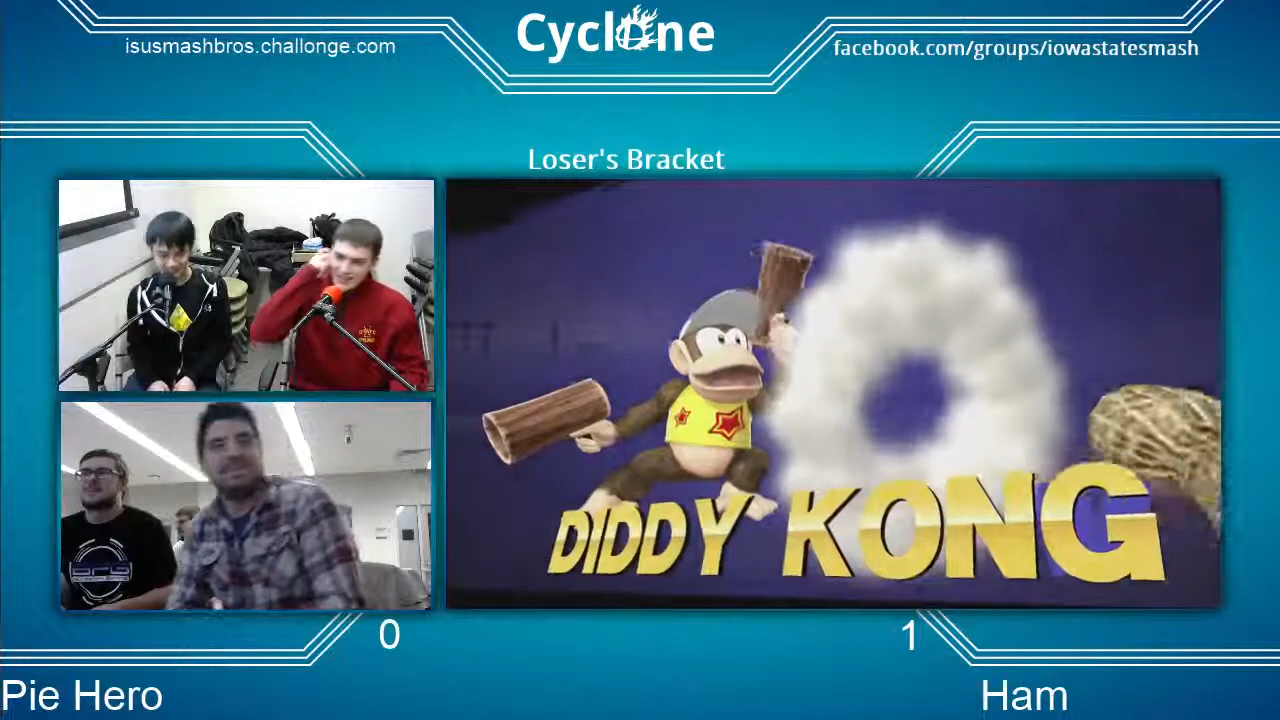 isusmashbros.challonge.com
Cyclone
facebook.com/groups/iowastatesmash
Loser's Bracket
DIDDY KONG
0
1
Pie Hero
Ham